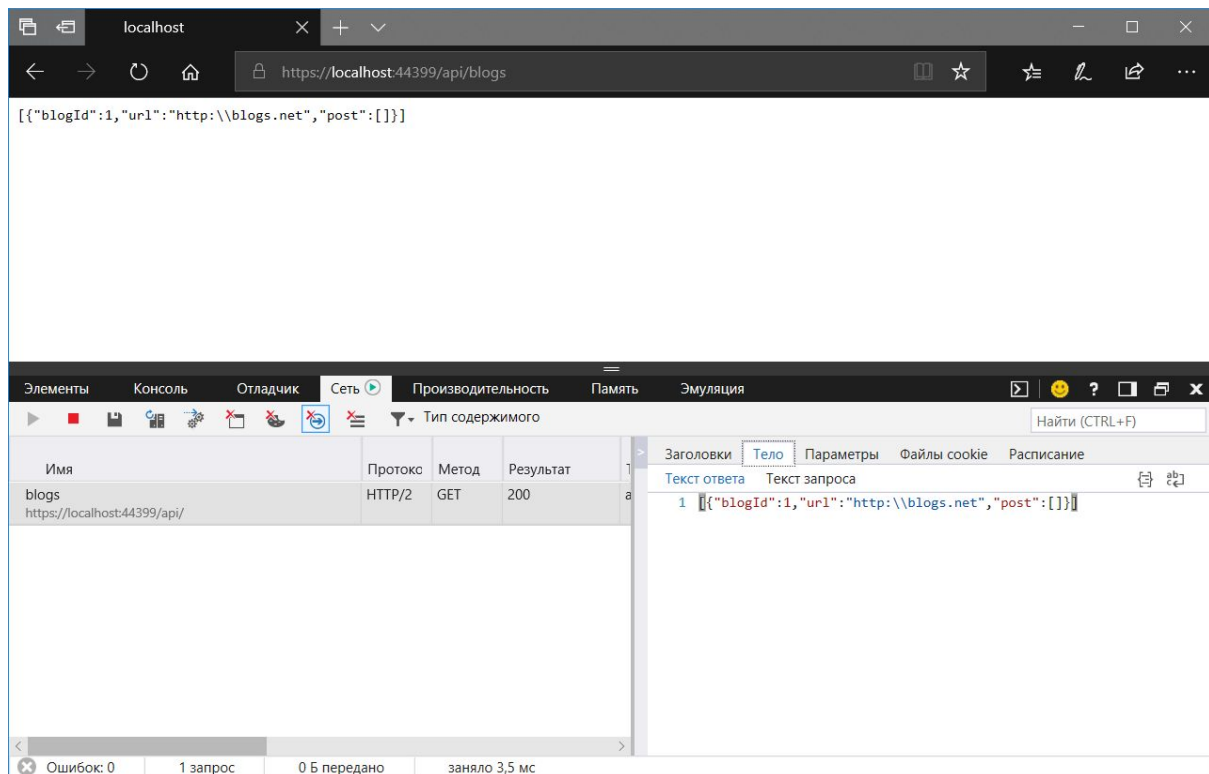 localhost
https://localhost:44399/api/blogs
[{"blogId":1,"url":"http:\\blogs.net","post":[]}]
Элементы Консоль Отладчик Сеть Производительность Память Эмуляция
Тип содержимого
Найти (CTRL+F)
Имя Протоко Метод Результат
blogs HTTP/2 GET 200 a
https://localhost:44399/api/
Заголовки Тело Параметры Файлы cookie Расписание
Текст ответа Текст запроса
1 [{"blogId":1,"url":"http:\\blogs.net","post":[]}]
Ошибок: 0 1 запрос 0 Б передано заняло 3,5 мс